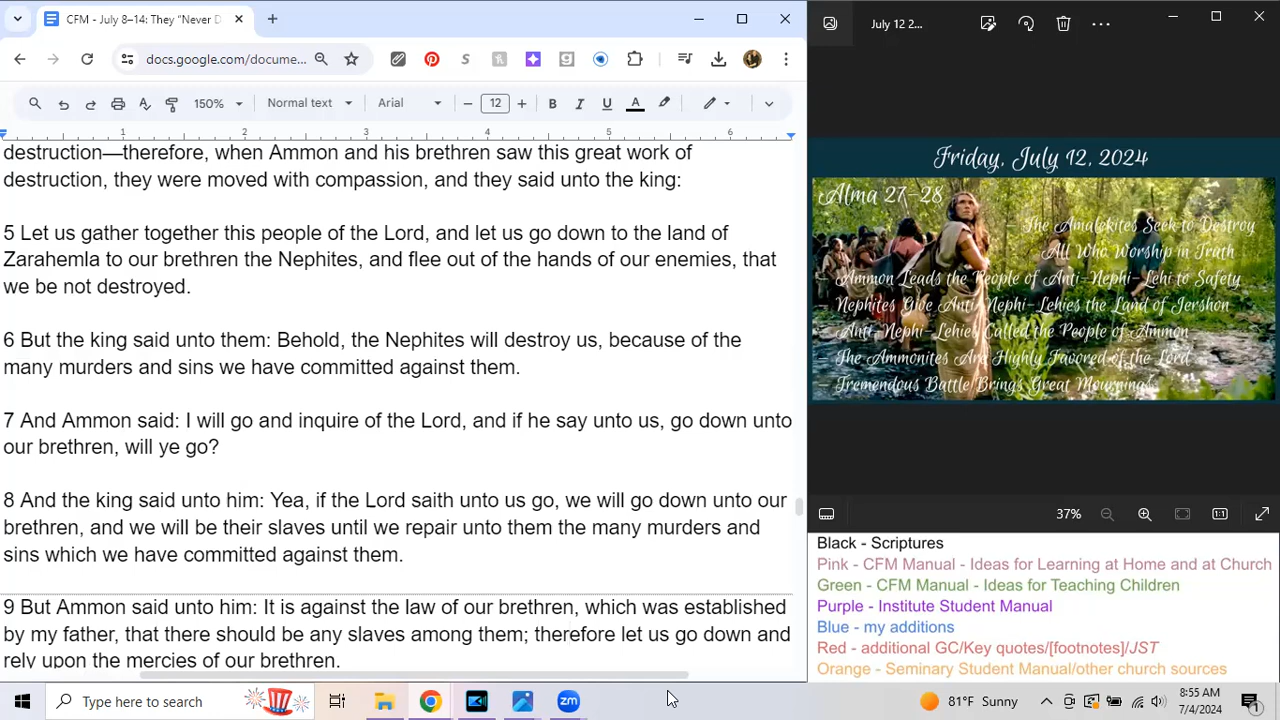 CFM - July 8–14: They “Never D
July 12 2...
docs.google.com/docume...
150%
Normal text
Arial
12
1 2 3 4 5 6
destruction—therefore, when Ammon and his brethren saw this great work of
destruction, they were moved with compassion, and they said unto the king:
5 Let us gather together this people of the Lord, and let us go down to the land of
Zarahemla to our brethren the Nephites, and flee out of the hands of our enemies, that
we be not destroyed.
6 But the king said unto them: Behold, the Nephites will destroy us, because of the
many murders and sins we have committed against them.
7 And Ammon said: I will go and inquire of the Lord, and if he say unto us, go down unto
our brethren, will ye go?
8 And the king said unto him: Yea, if the Lord saith unto us go, we will go down unto our
brethren, and we will be their slaves until we repair unto them the many murders and
sins which we have committed against them.
9 But Ammon said unto him: It is against the law of our brethren, which was established
by my father, that there should be any slaves among them; therefore let us go down and
rely upon the mercies of our brethren.
Friday, July 12, 2024
Alma 27-28
- The Amalekites Seek to Destroy
All Who Worship in Truth
- Ammon Leads the People of Anti-Nephi-Lehi to Safety
- Nephites Give Anti-Nephi-Lehies the Land of Jershon
- Anti-Nephi-Lehies Called the People of Ammon
- The Ammonites Are Highly Favored of the Lord
- Tremendous Battle Brings Great Mournings
37%
1:1
Black - Scriptures
Pink - CFM Manual - Ideas for Learning at Home and at Church
Green - CFM Manual - Ideas for Teaching Children
Purple - Institute Student Manual
Blue - my additions
Red - additional GC/Key quotes/[footnotes]/JST
Orange - Seminary Student Manual/other church sources
Type here to search
zm
81°F Sunny
8:55 AM
7/4/2024
1